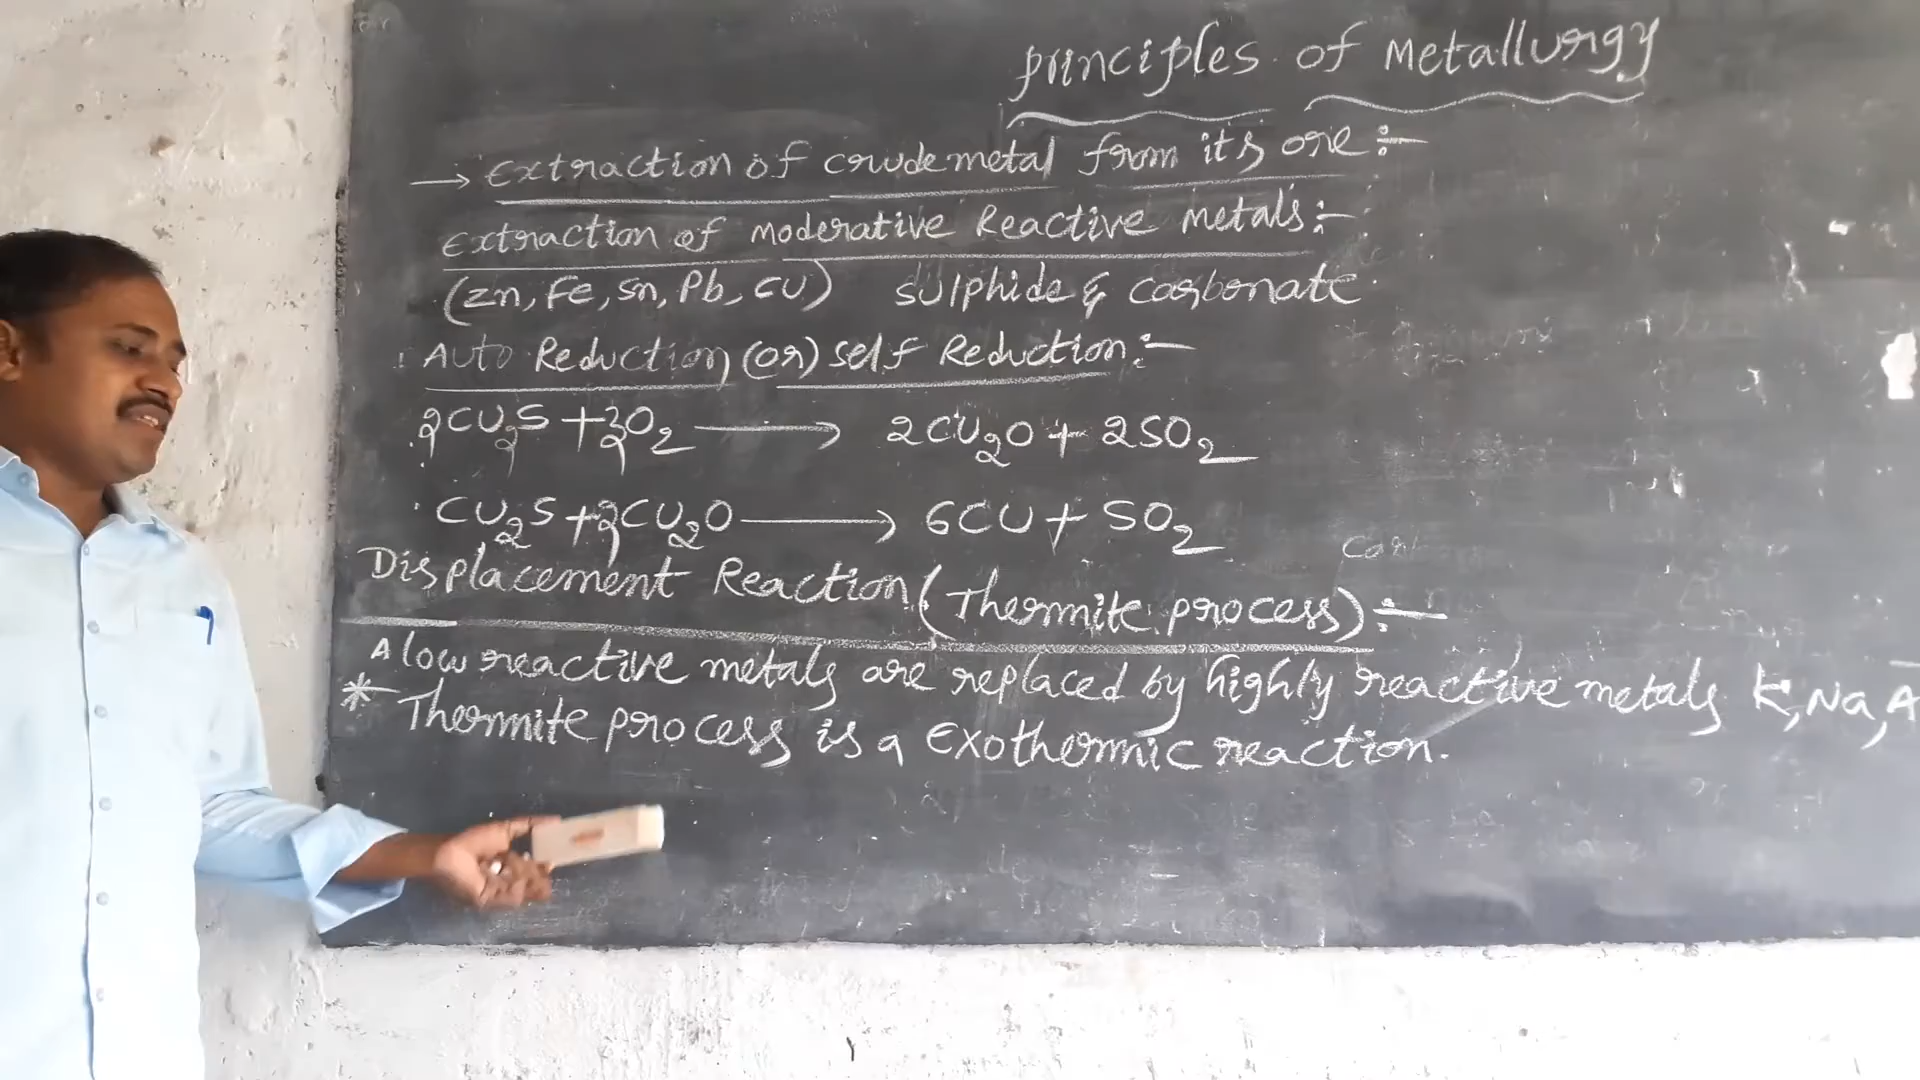 Principles of Metallurgy
→ Extraction of crude metal from its ore :-
Extraction of moderative Reactive metals :-
(Zn, Fe, Sn, Pb, Cu) sulphide & carbonate
Auto Reduction (or) self Reduction :-
2Cu₂S + 3O₂ ⟶ 2Cu₂O + 2SO₂
Cu₂S + 2Cu₂O ⟶ 6Cu + SO₂
Displacement Reaction (Thermite process) :-
A low reactive metals are replaced by highly reactive metals K, Na, A
* Thermite process is a Exothermic reaction.